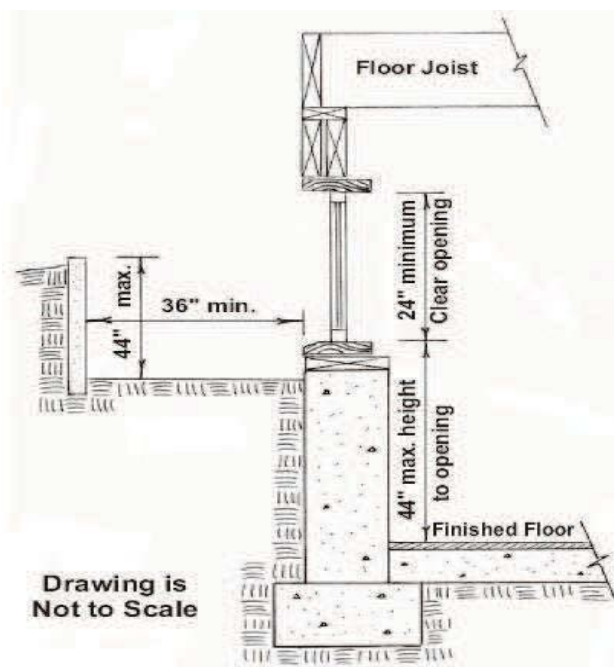 Floor Joist
24" minimum
Clear opening
36" min.
44" max.
44" max. height
to opening
Finished Floor
Drawing is
Not to Scale